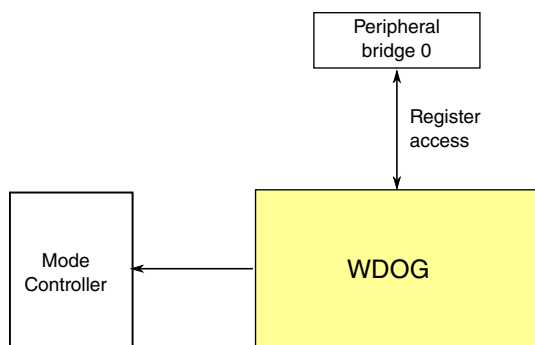 Peripheral
bridge 0
Register
access
Mode
Controller
WDOG